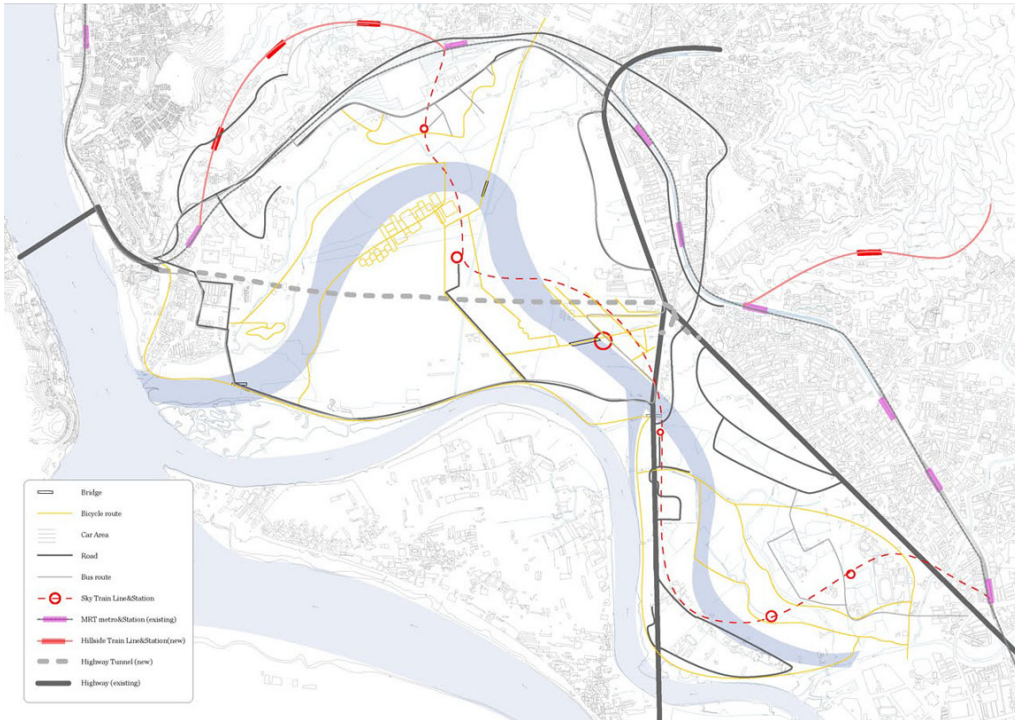 Bridge
Bicycle route
Car Area
Road
Bus route
Sky Train Line&Station
MRT metro&Station (existing)
Hillside Train Line&Station(new)
Highway Tunnel (new)
Highway (existing)